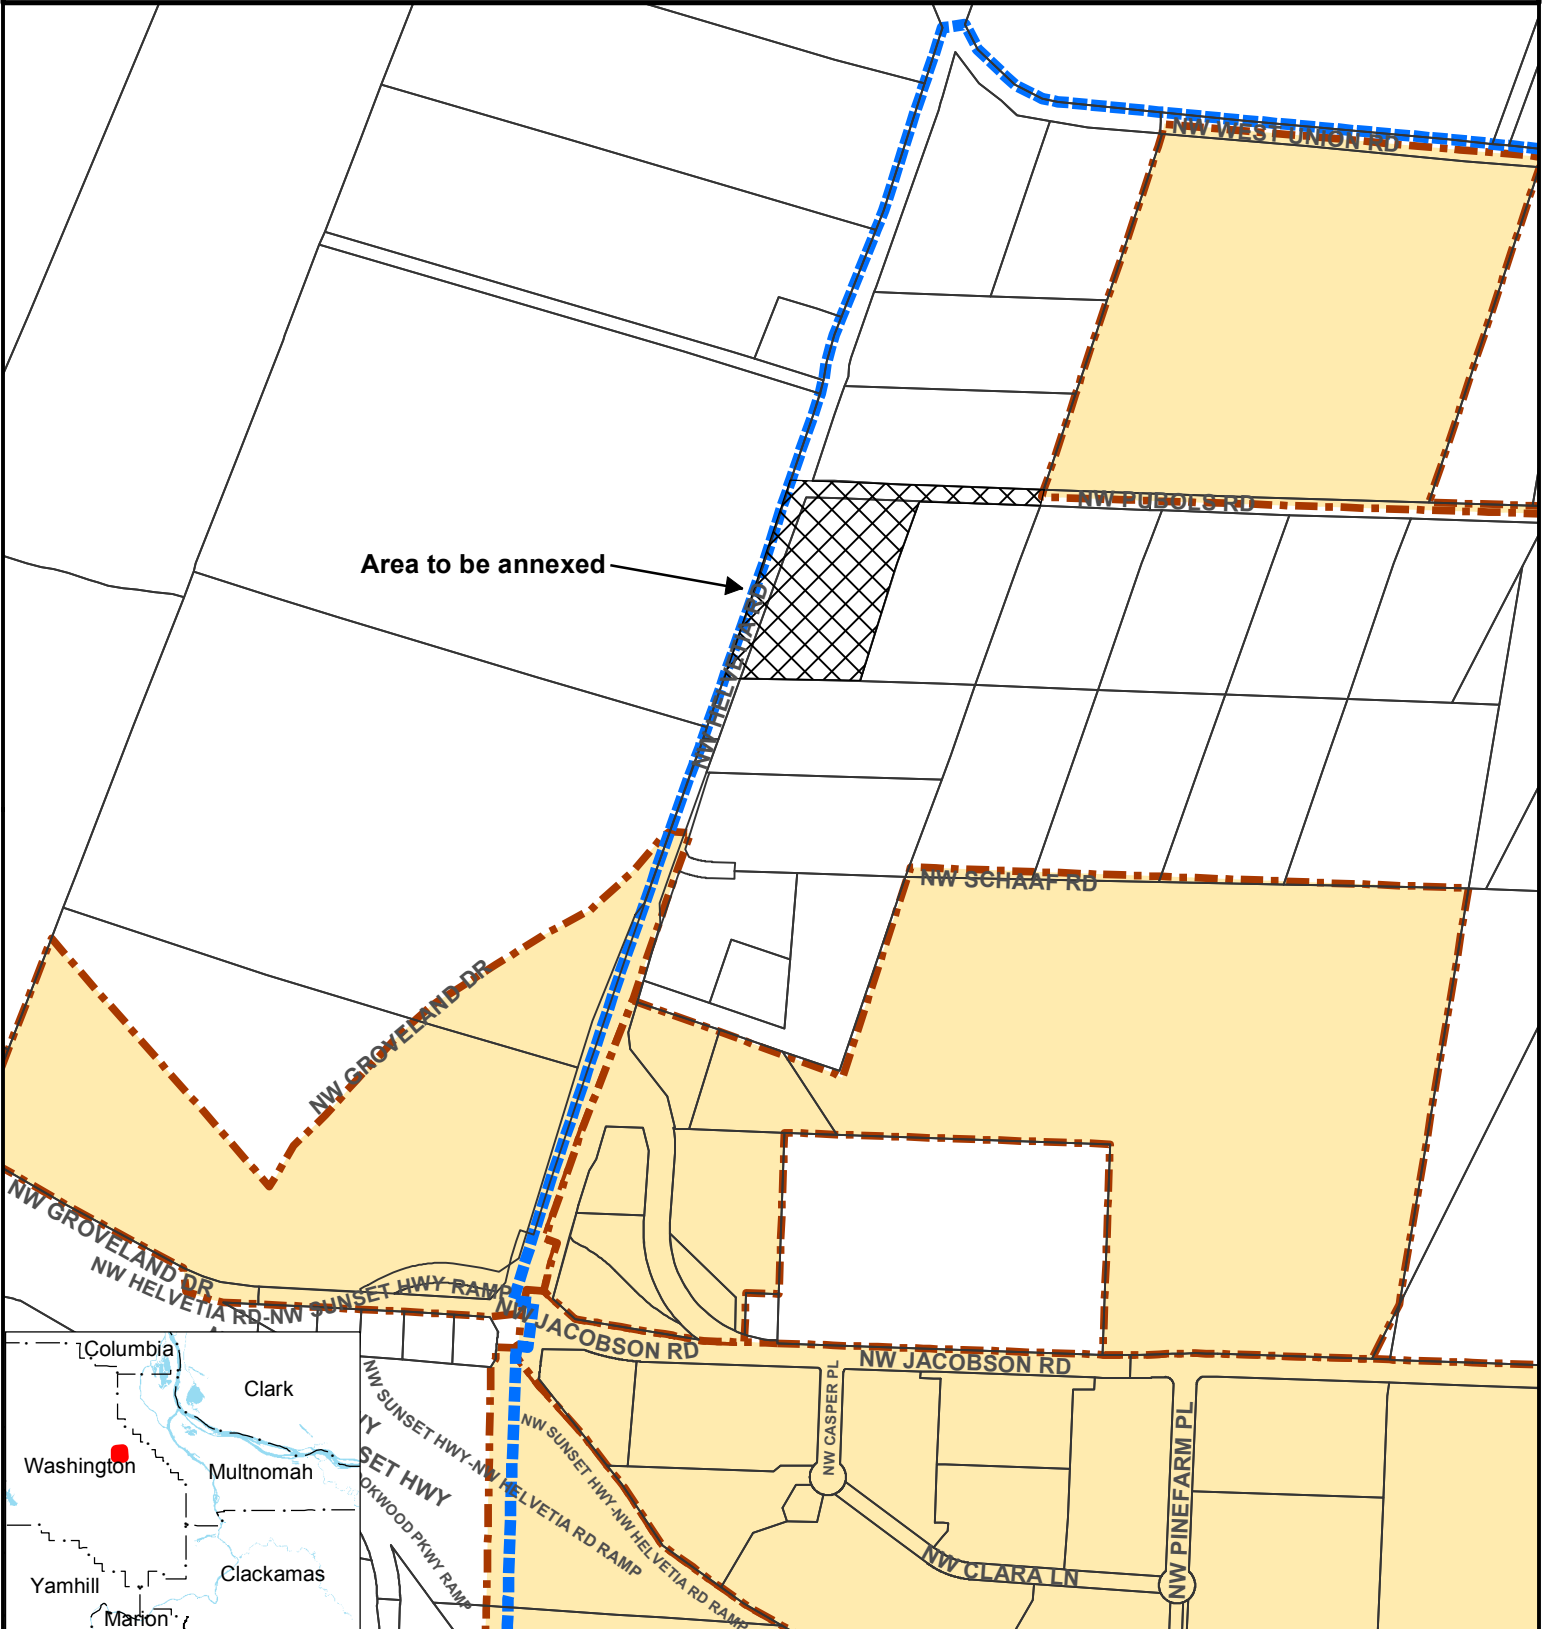 NW WEST UNION RD
NW PUBOLS RD
Area to be annexed
NW HELVETIA RD
NW SCHAAF RD
NW GROVELAND DR
NW GROVELAND DR
NW HELVETIA RD-NW SUNSET HWY RAMP
NW JACOBSON RD
NW JACOBSON RD
NW CASPER PL
NW PINEFARM PL
NW CLARA LN
NW SUNSET HWY-NW HELVETIA RD RAMP
NW SUNSET HWY-NW HELVETIA RD RAMP
SET HWY
OKWOOD PKWY RAMP
Columbia
Clark
Washington
Multnomah
Yamhill
Clackamas
Marion